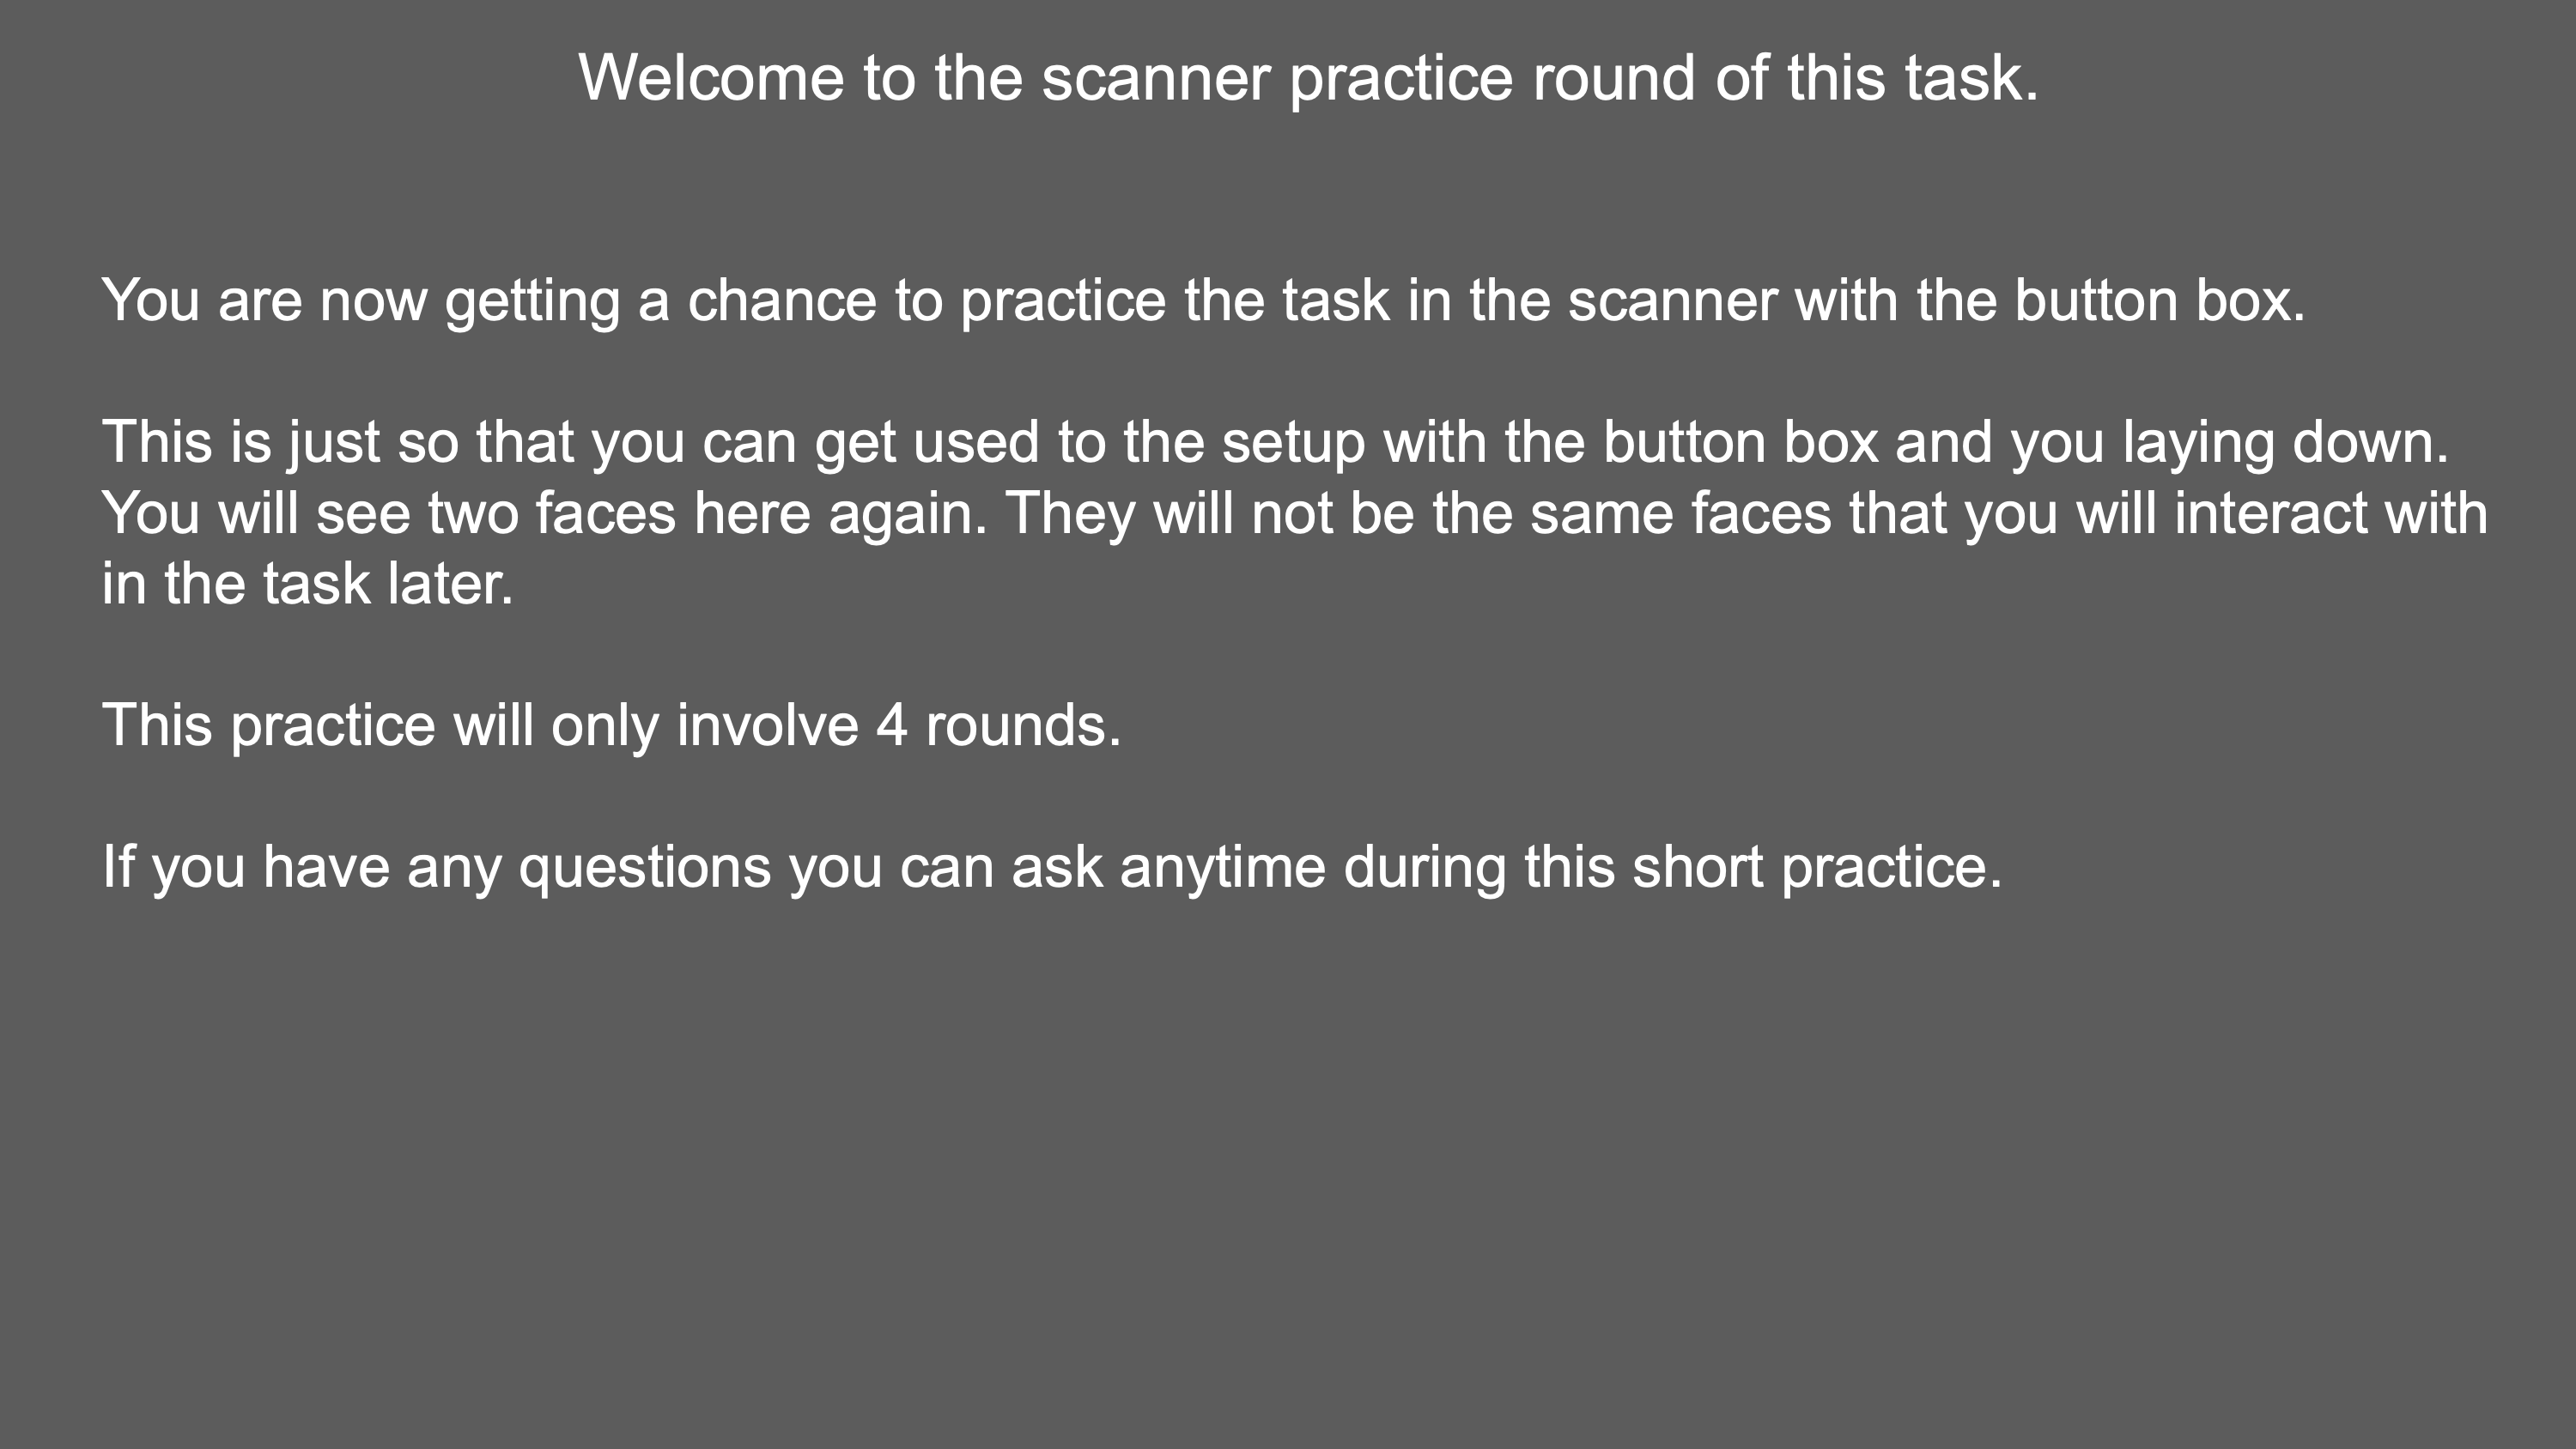 Welcome to the scanner practice round of this task.
You are now getting a chance to practice the task in the scanner with the button box.
This is just so that you can get used to the setup with the button box and you laying down.
You will see two faces here again. They will not be the same faces that you will interact with
in the task later.
This practice will only involve 4 rounds.
If you have any questions you can ask anytime during this short practice.